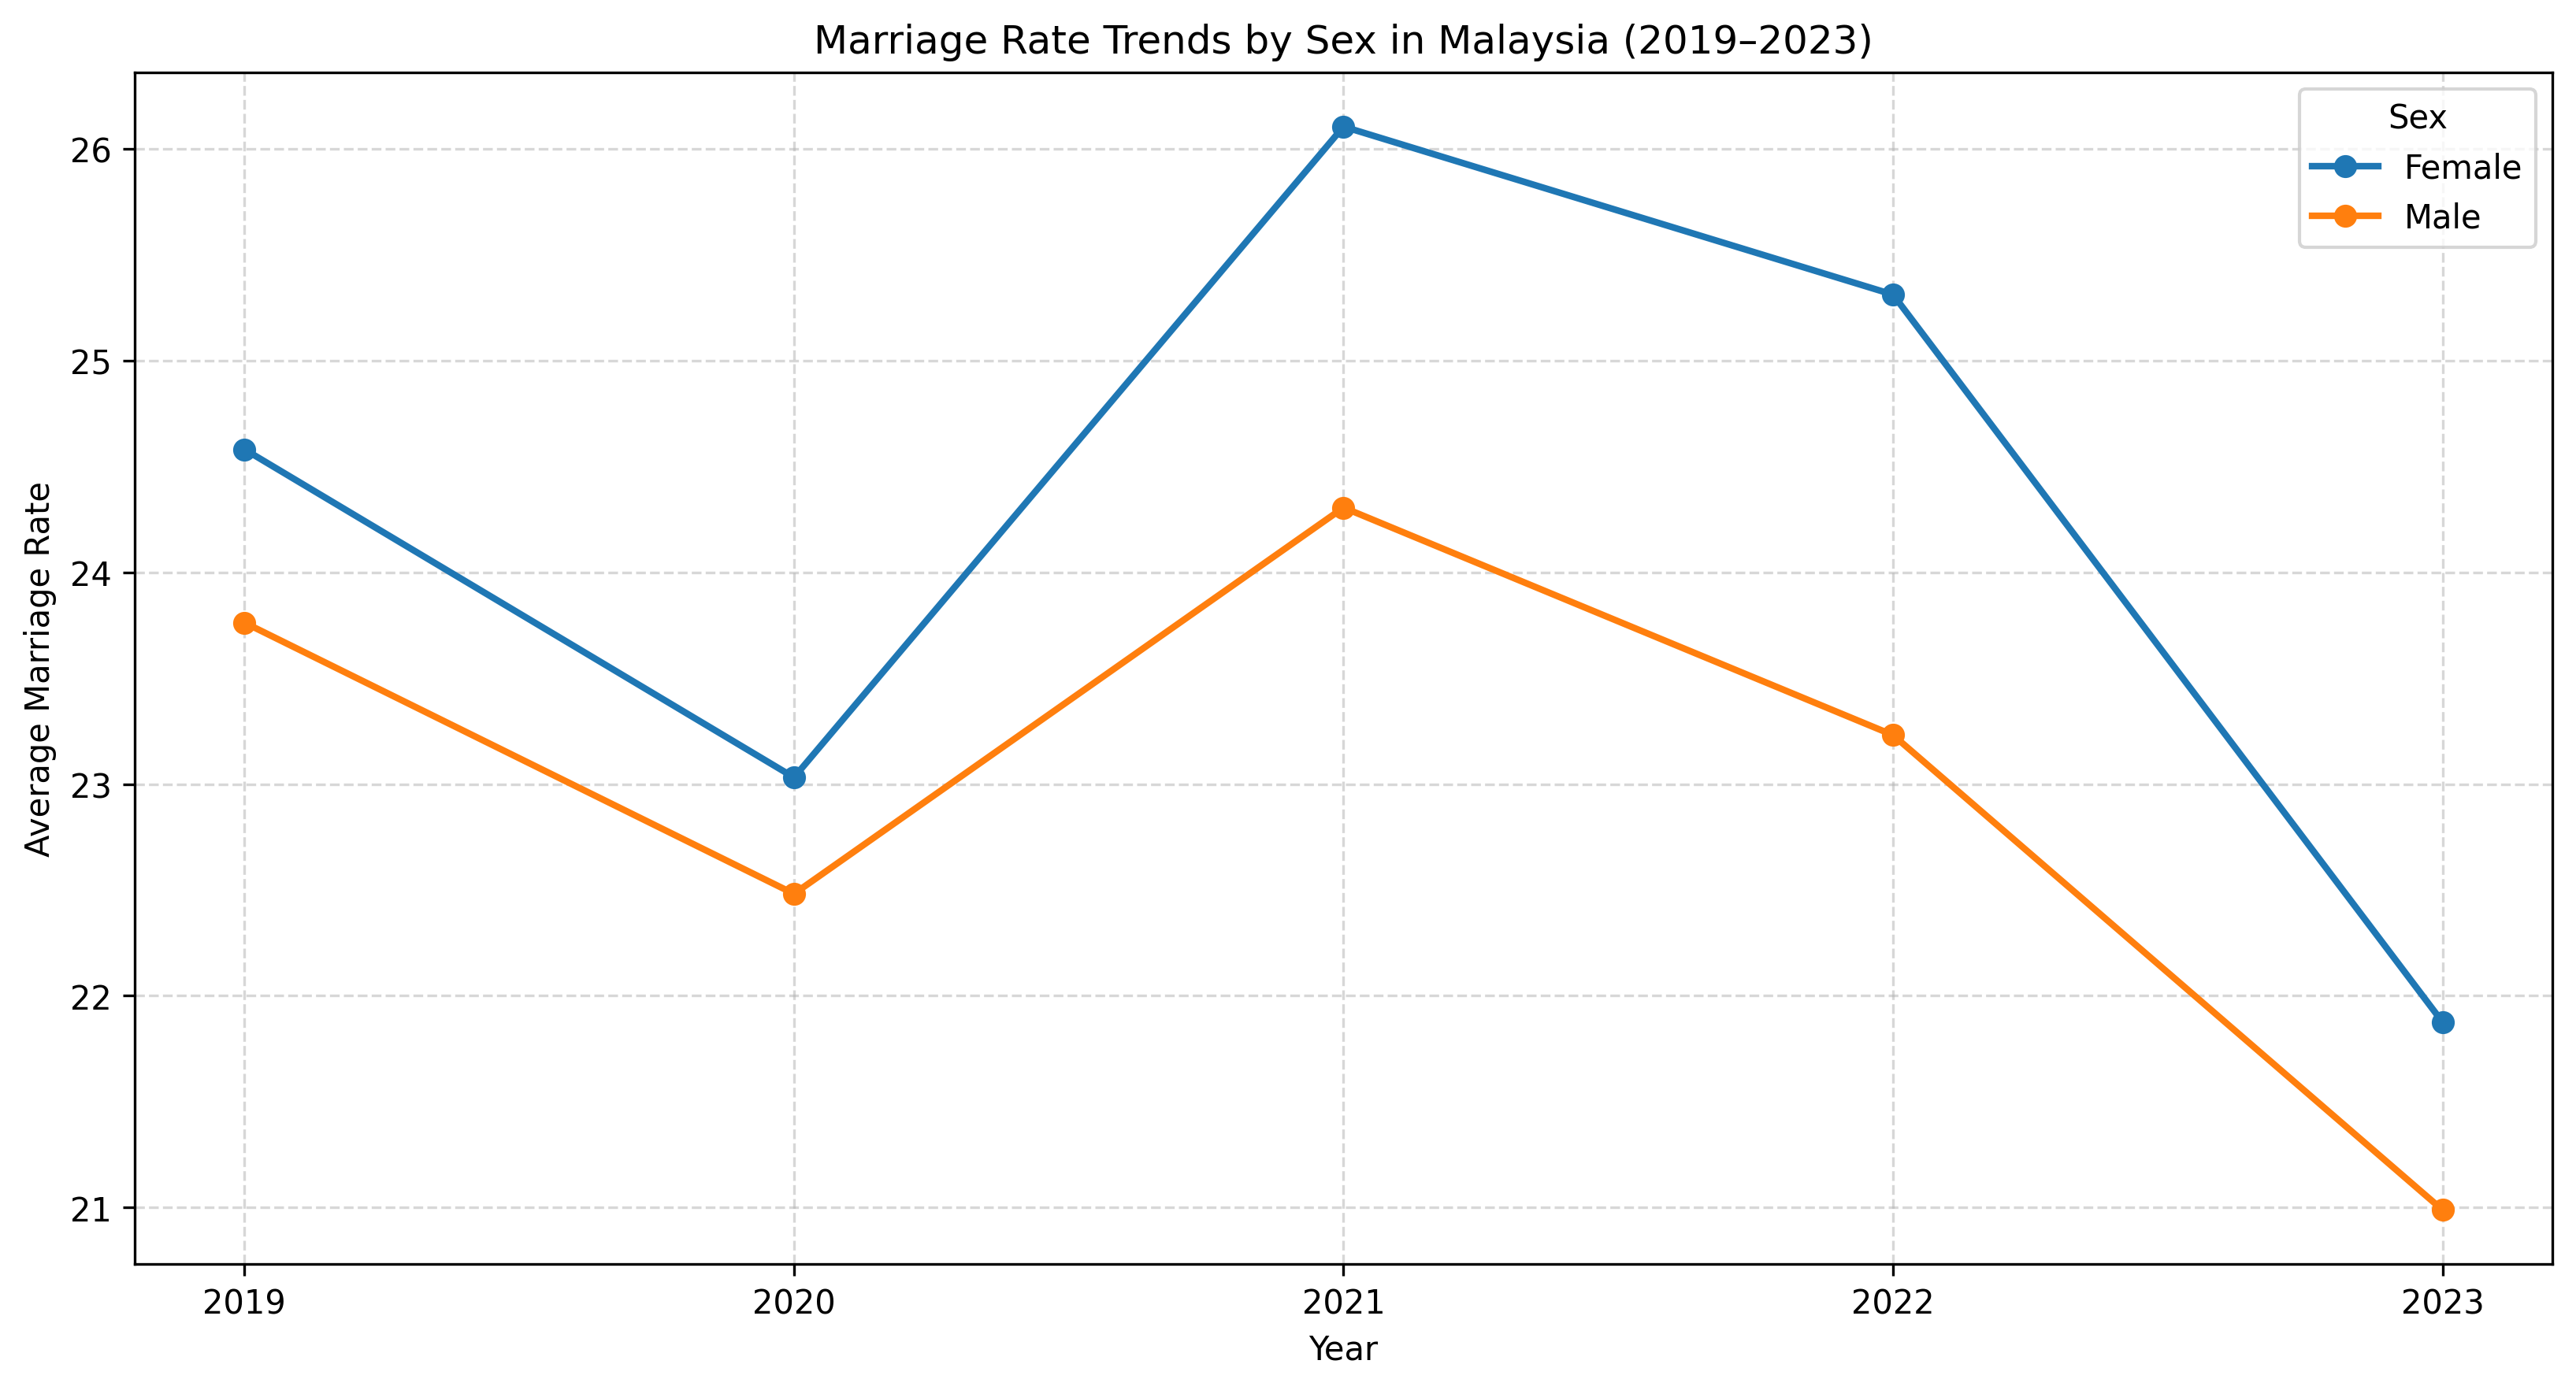 Marriage Rate Trends by Sex in Malaysia (2019–2023)
Sex
Female
Male
Average Marriage Rate
26
25
24
23
22
21
2019 2020 2021 2022 2023
Year